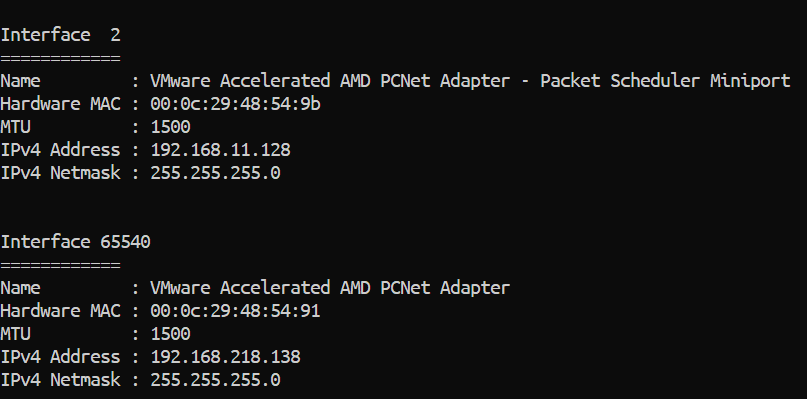 Interface  2
============
Name         : VMware Accelerated AMD PCNet Adapter - Packet Scheduler Miniport
Hardware MAC : 00:0c:29:48:54:9b
MTU          : 1500
IPv4 Address : 192.168.11.128
IPv4 Netmask : 255.255.255.0
Interface 65540
============
Name         : VMware Accelerated AMD PCNet Adapter
Hardware MAC : 00:0c:29:48:54:91
MTU          : 1500
IPv4 Address : 192.168.218.138
IPv4 Netmask : 255.255.255.0